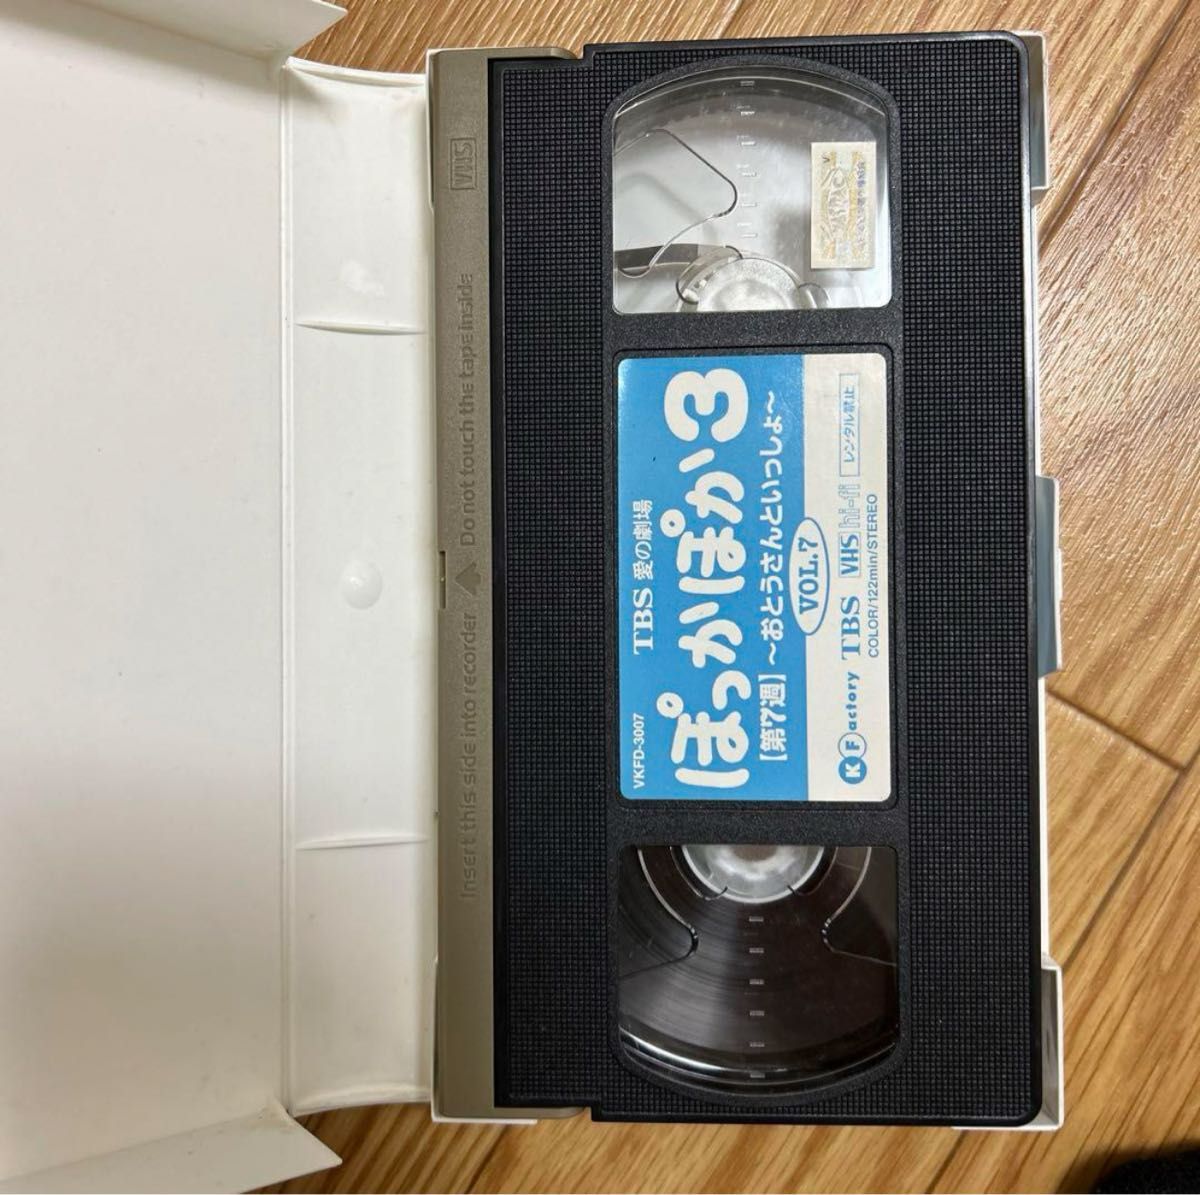 VHS
Insert this side into recorder
Do not touch the tape inside
VKFD-3007
TBS 愛の劇場
ぽっかぽか3
【第7週】〜おとうさんといっしょ〜
VOL.7
KFactory TBS VHS hi-fi レンタル禁止
COLOR/122min/STEREO